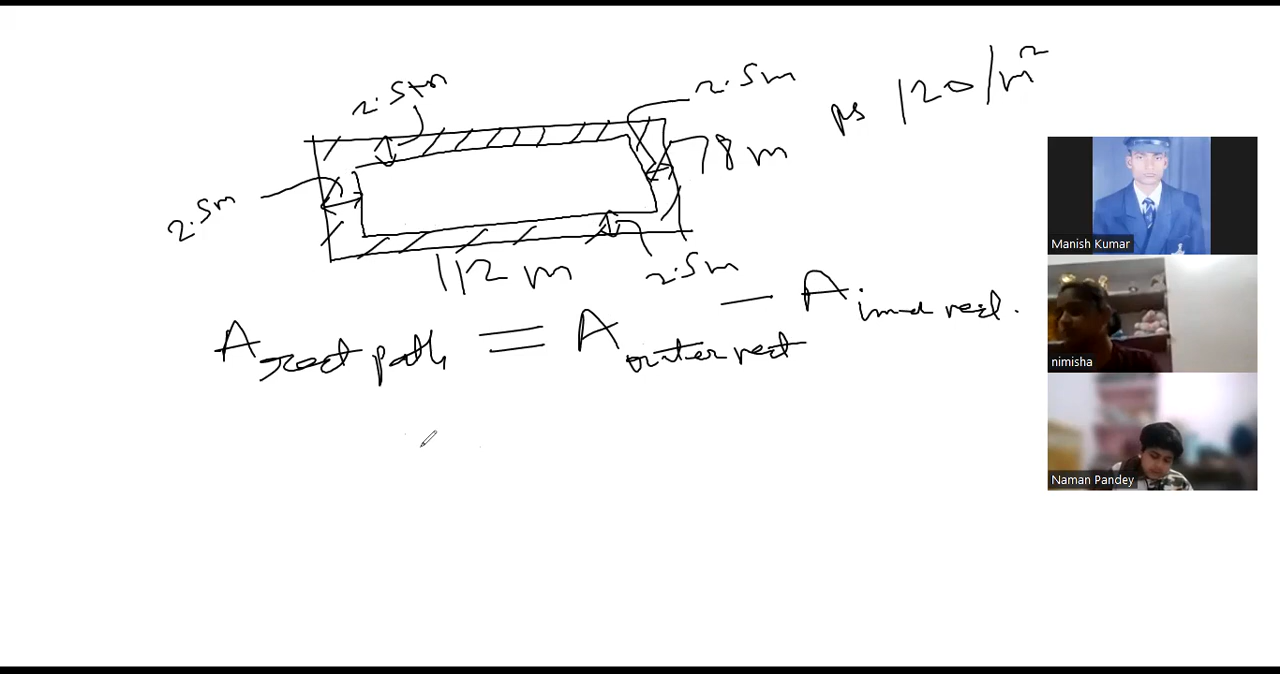 2.5m
2.5m
Rs 120/m²
78 m
2.5m
112 m
2.5m
A rect path = A outer rect - A inner rect.
Manish Kumar
nimisha
Naman Pandey